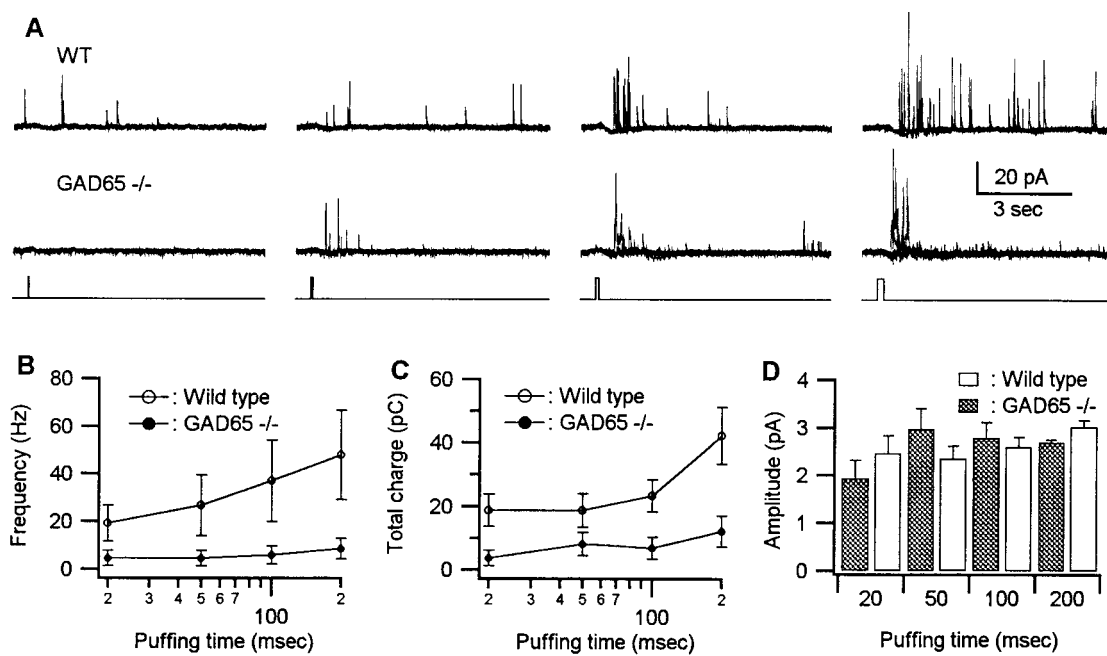 A
WT
GAD65 -/-
20 pA
3 sec
B
80
60
40
20
0
Frequency (Hz)
: Wild type
: GAD65 -/-
2 3 4 5 6 7 100 2
Puffing time (msec)
C
60
40
20
0
Total charge (pC)
: Wild type
: GAD65 -/-
2 3 4 5 6 7 100 2
Puffing time (msec)
D
4
3
2
1
0
Amplitude (pA)
: Wild type
: GAD65 -/-
20 50 100 200
Puffing time (msec)